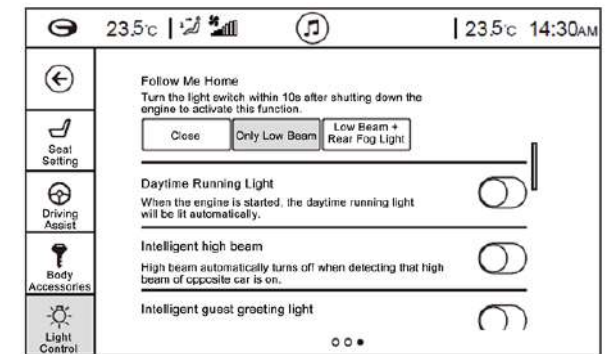 23.5℃
23.5℃ 14:30AM
Follow Me Home
Turn the light switch within 10s after shutting down the
engine to activate this function.
Close
Only Low Beam
Low Beam +
Rear Fog Light
Seat
Setting
Daytime Running Light
When the engine is started, the daytime running light
will be lit automatically.
Driving
Assist
Intelligent high beam
High beam automatically turns off when detecting that high
beam of opposite car is on.
Body
Accessories
Intelligent guest greeting light
Light
Control